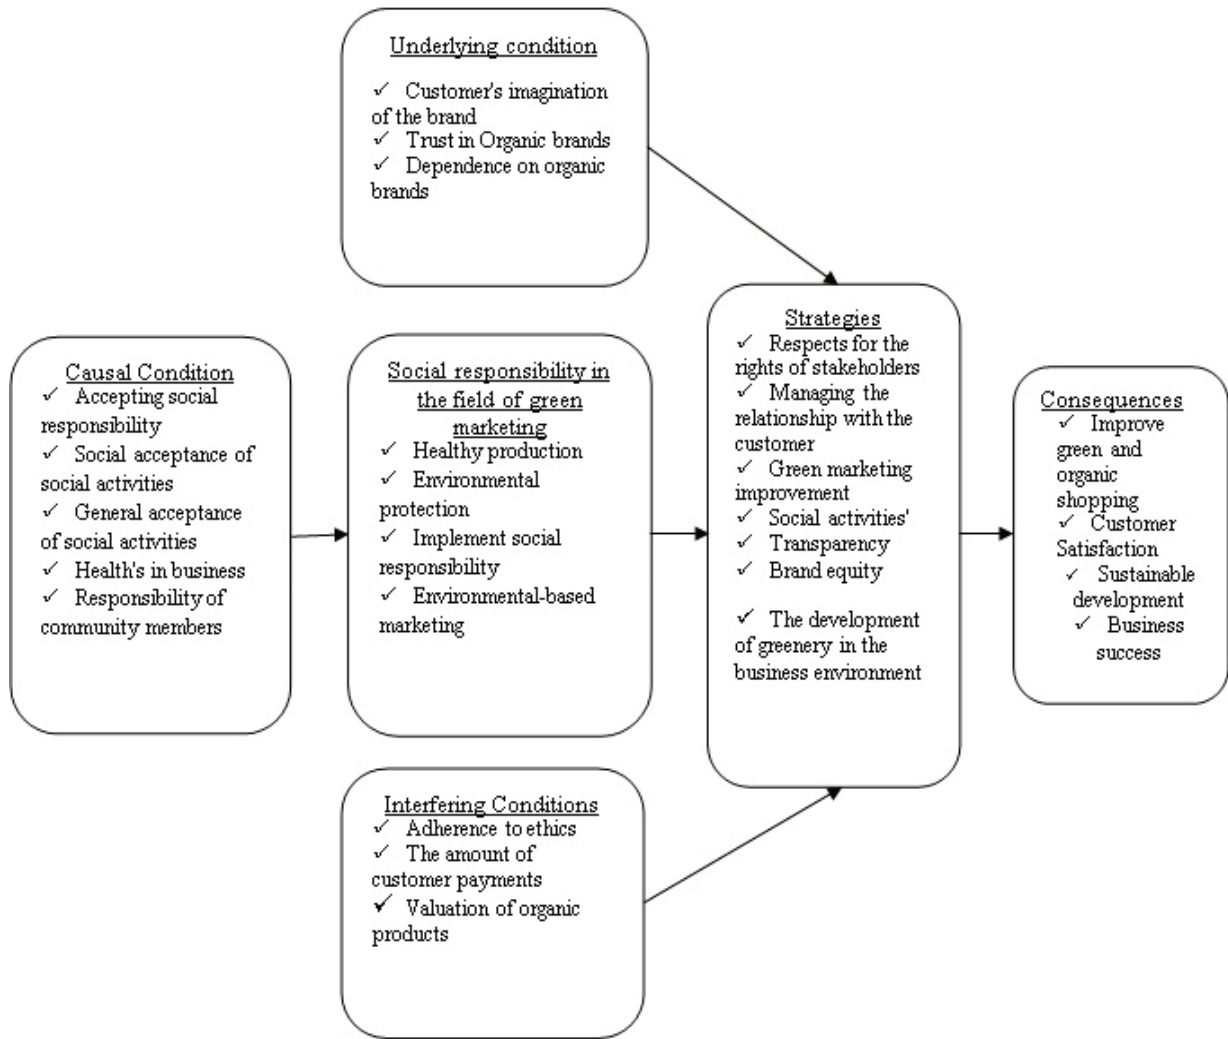 Underlying condition
✓ Customer's imagination
of the brand
✓ Trust in Organic brands
✓ Dependence on organic
brands
Causal Condition
✓ Accepting social
responsibility
✓ Social acceptance of
social activities
✓ General acceptance
of social activities
✓ Health's in business
✓ Responsibility of
community members
Social responsibility in
the field of green
marketing
✓ Healthy production
✓ Environmental
protection
✓ Implement social
responsibility
✓ Environmental-based
marketing
Interfering Conditions
✓ Adherence to ethics
✓ The amount of
customer payments
✓ Valuation of organic
products
Strategies
✓ Respects for the
rights of stakeholders
✓ Managing the
relationship with the
customer
✓ Green marketing
improvement
✓ Social activities'
✓ Transparency
✓ Brand equity
✓ The development
of greenery in the
business environment
Consequences
✓ Improve
green and
organic
shopping
✓ Customer
Satisfaction
✓ Sustainable
development
✓ Business
success